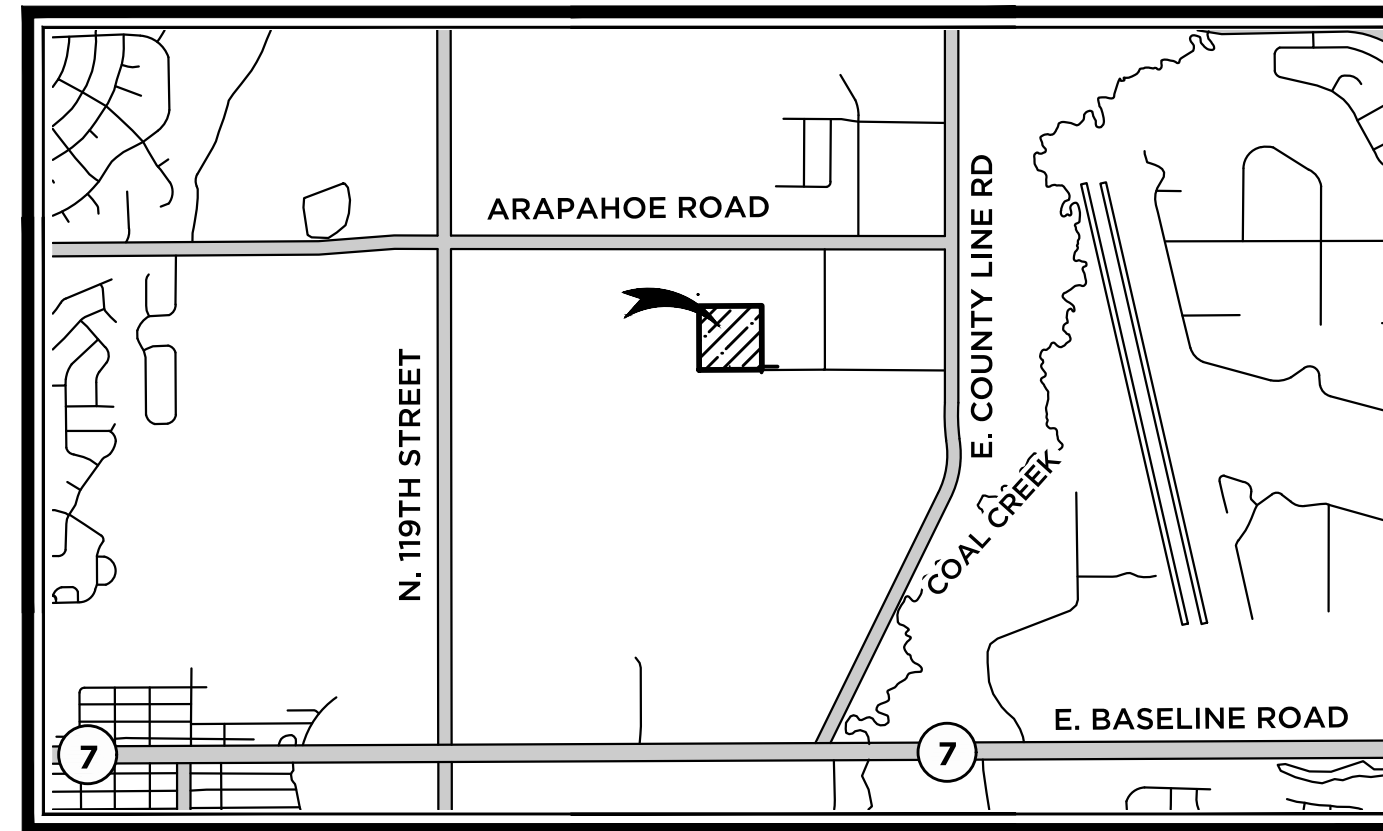 ARAPAHOE ROAD
E. COUNTY LINE RD
N. 119TH STREET
COAL CREEK
E. BASELINE ROAD
7
7